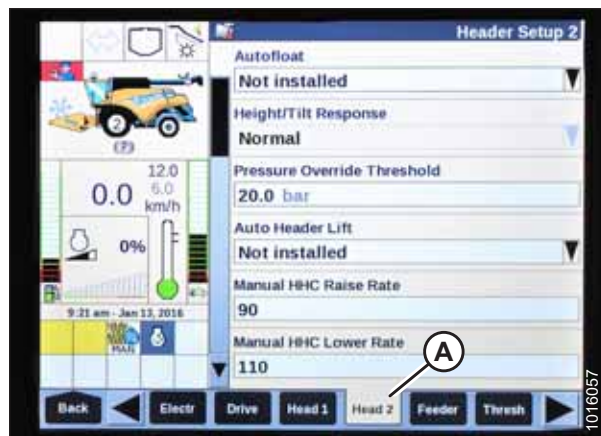 Header Setup 2
Autofloat
Not installed
Height/Tilt Response
Normal
Pressure Override Threshold
20.0 bar
Auto Header Lift
Not installed
Manual HHC Raise Rate
90
Manual HHC Lower Rate
110
2
(P)
12.0
6.0
0.0 km/h
0%
9:21 am - Jan 13, 2016
MAN
A
Back
Electr
Drive
Head 1
Head 2
Feeder
Thresh
1016057